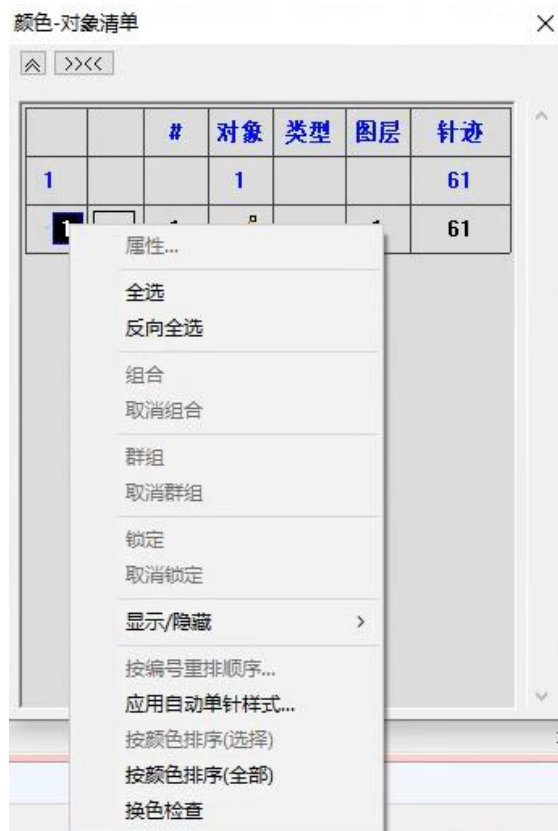 颜色-对象清单
>><<
# 对象 类型 图层 针迹
1 1 61
1 1 1 61
属性...
全选
反向全选
组合
取消组合
群组
取消群组
锁定
取消锁定
显示/隐藏
按编号重排顺序...
应用自动单针样式...
按颜色排序(选择)
按颜色排序(全部)
换色检查